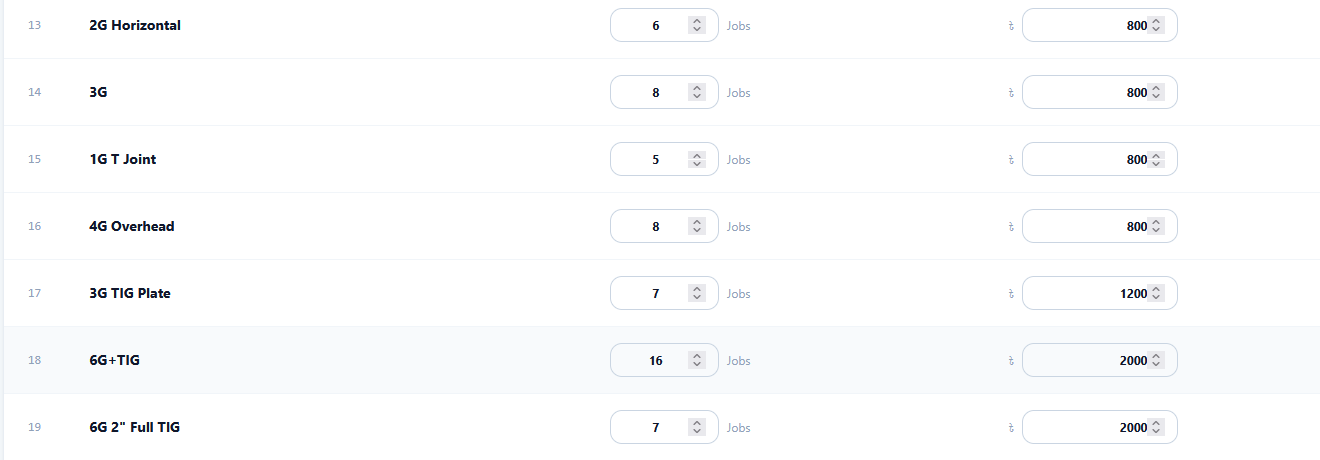 13 2G Horizontal 6 Jobs ৳ 800
14 3G 8 Jobs ৳ 800
15 1G T Joint 5 Jobs ৳ 800
16 4G Overhead 8 Jobs ৳ 800
17 3G TIG Plate 7 Jobs ৳ 1200
18 6G+TIG 16 Jobs ৳ 2000
19 6G 2" Full TIG 7 Jobs ৳ 2000